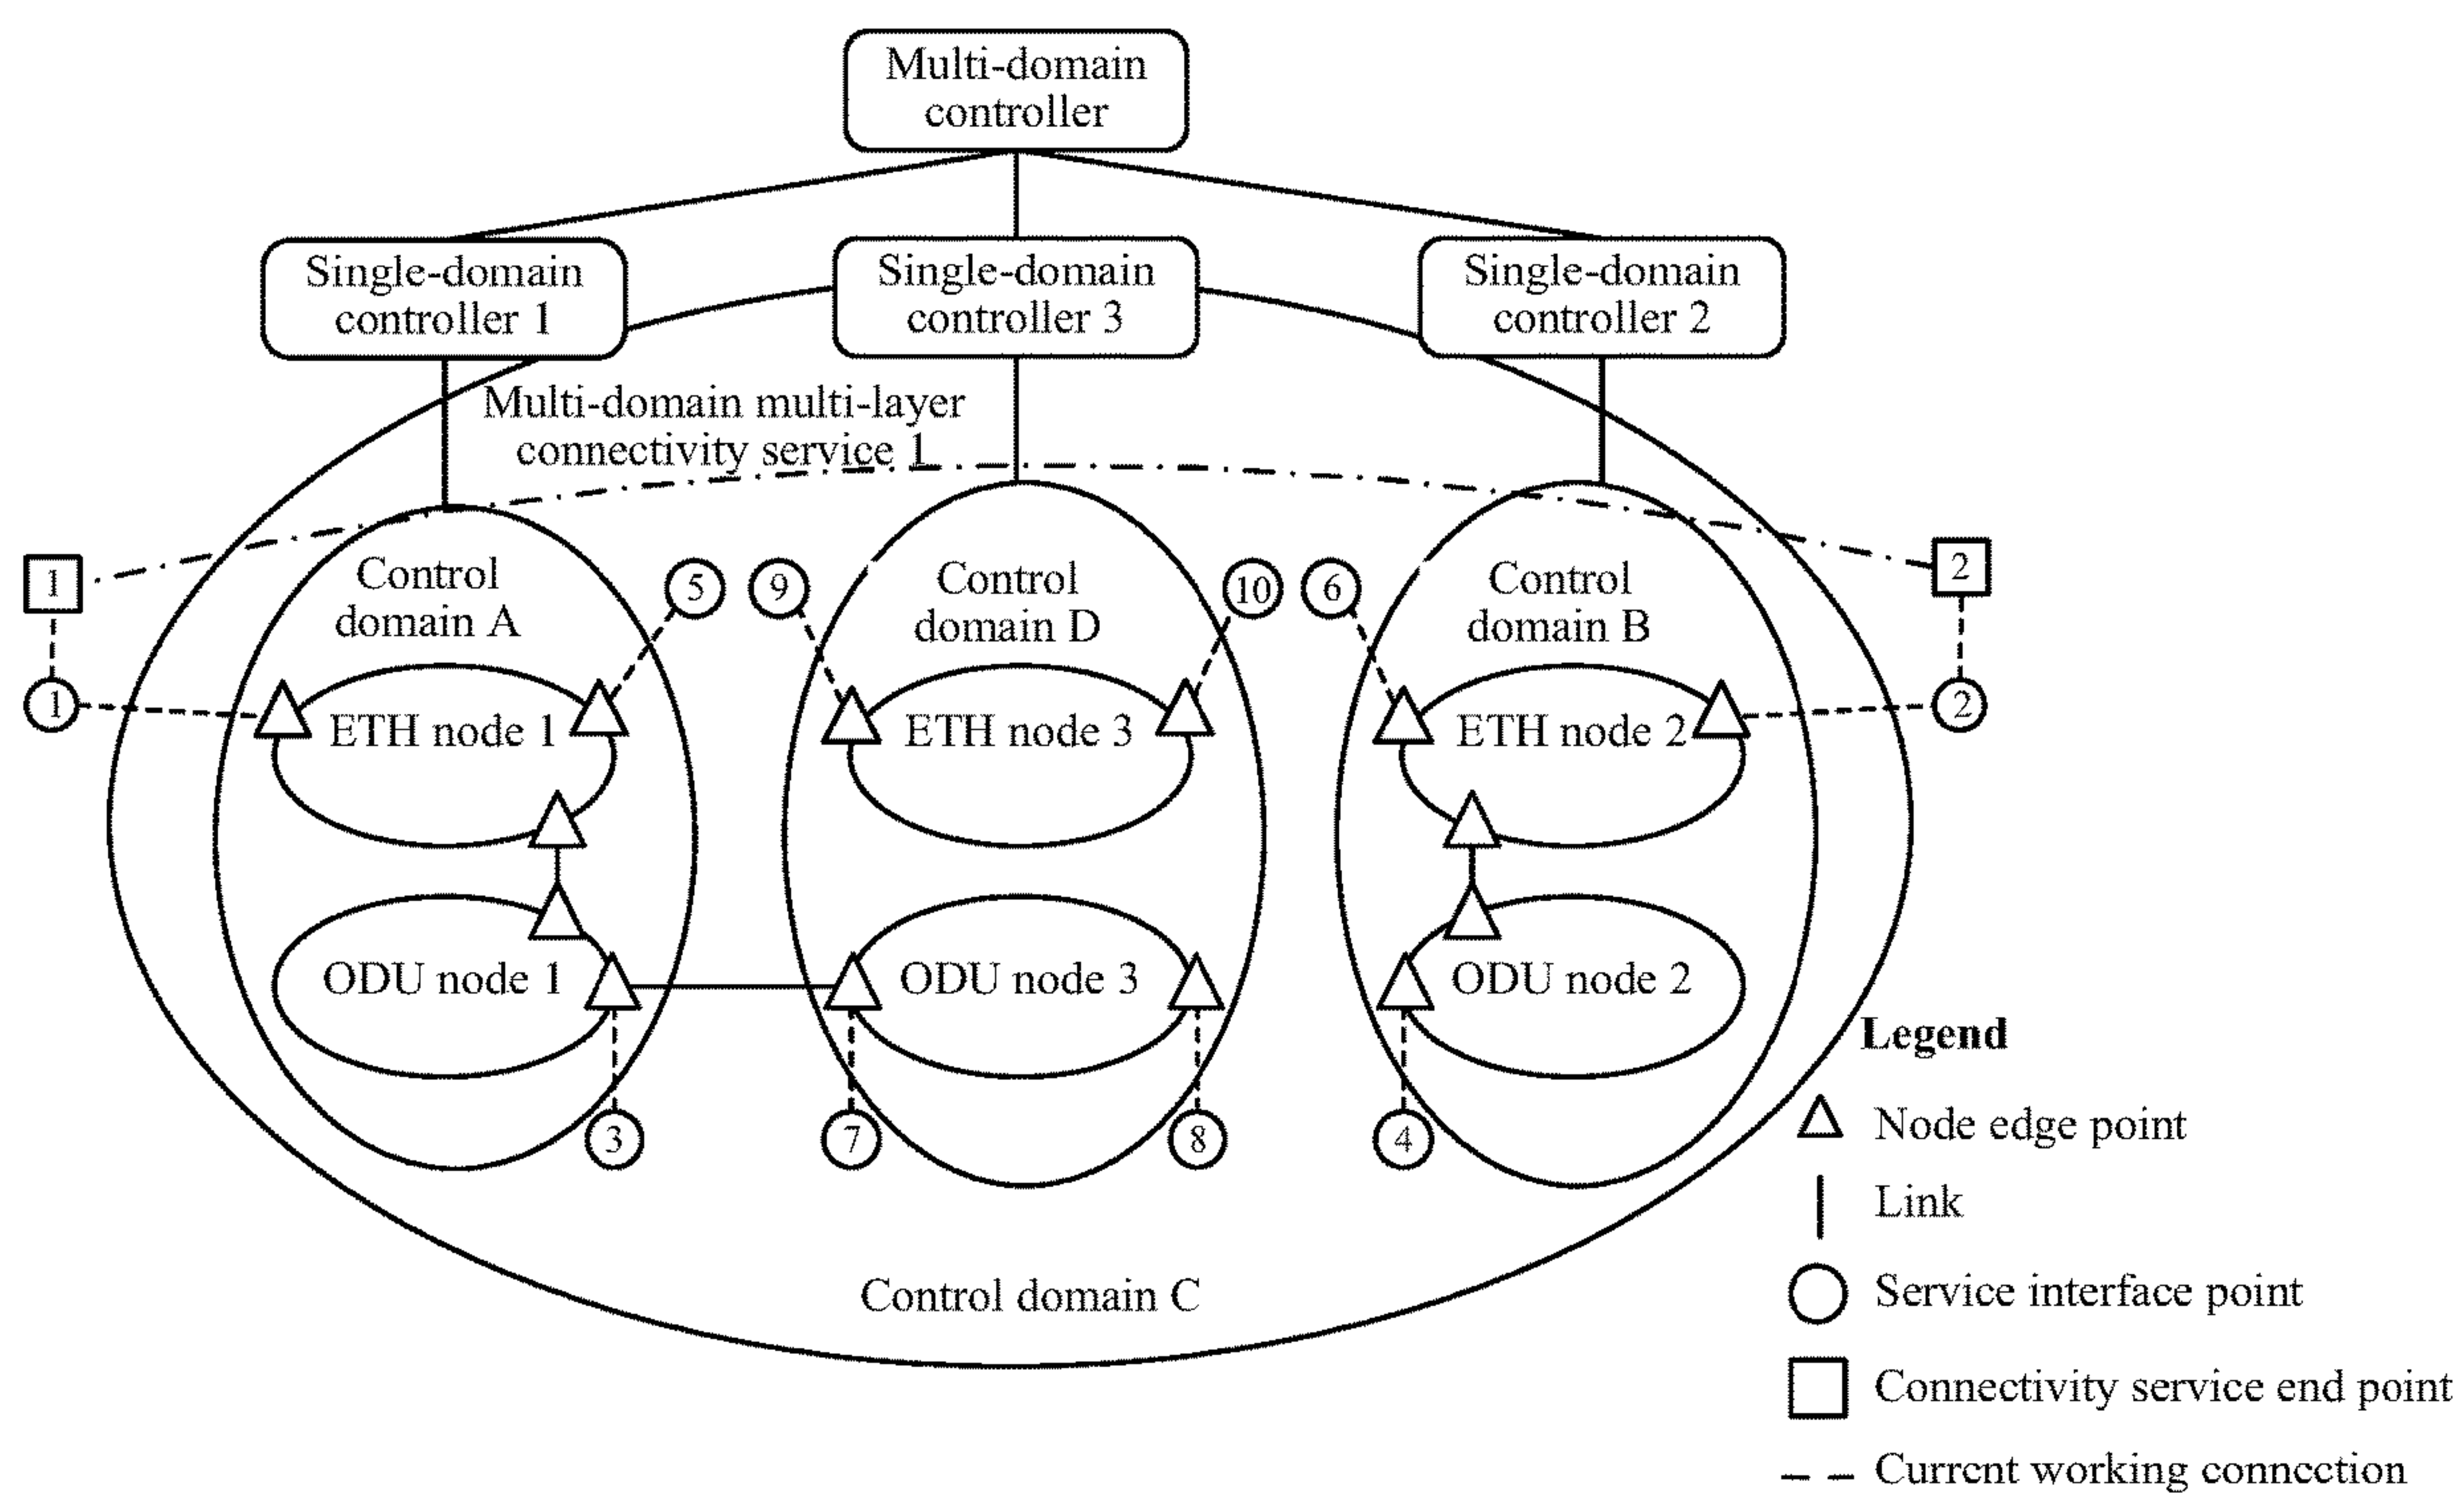 Multi-domain
controller
Single-domain
controller 1
Single-domain
controller 3
Single-domain
controller 2
Multi-domain multi-layer
connectivity service 1
1
2
Control
domain A
5
9
Control
domain D
10
6
Control
domain B
1
ETH node 1
ETH node 3
ETH node 2
2
ODU node 1
ODU node 3
ODU node 2
3
7
8
4
Control domain C
Legend
Node edge point
Link
Service interface point
Connectivity service end point
Current working connection